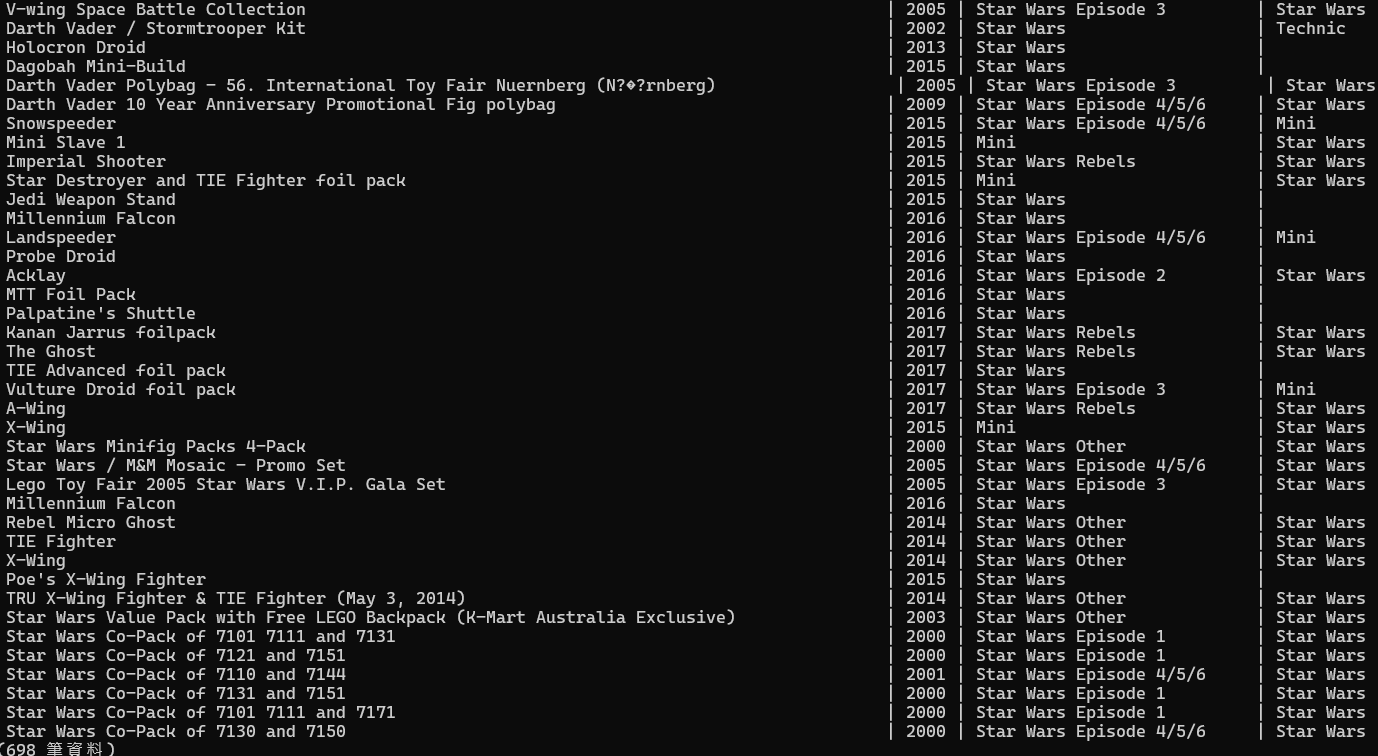 V-wing Space Battle Collection | 2005 | Star Wars Episode 3 | Star Wars
Darth Vader / Stormtrooper Kit | 2002 | Star Wars | Technic
Holocron Droid | 2013 | Star Wars |
Dagobah Mini-Build | 2015 | Star Wars |
Darth Vader Polybag - 56. International Toy Fair Nuernberg (N?�?rnberg) | 2005 | Star Wars Episode 3 | Star Wars
Darth Vader 10 Year Anniversary Promotional Fig polybag | 2009 | Star Wars Episode 4/5/6 | Star Wars
Snowspeeder | 2015 | Star Wars Episode 4/5/6 | Mini
Mini Slave 1 | 2015 | Mini | Star Wars
Imperial Shooter | 2015 | Star Wars Rebels | Star Wars
Star Destroyer and TIE Fighter foil pack | 2015 | Mini | Star Wars
Jedi Weapon Stand | 2015 | Star Wars |
Millennium Falcon | 2016 | Star Wars |
Landspeeder | 2016 | Star Wars Episode 4/5/6 | Mini
Probe Droid | 2016 | Star Wars |
Acklay | 2016 | Star Wars Episode 2 | Star Wars
MTT Foil Pack | 2016 | Star Wars |
Palpatine's Shuttle | 2016 | Star Wars |
Kanan Jarrus foilpack | 2017 | Star Wars Rebels | Star Wars
The Ghost | 2017 | Star Wars Rebels | Star Wars
TIE Advanced foil pack | 2017 | Star Wars |
Vulture Droid foil pack | 2017 | Star Wars Episode 3 | Mini
A-Wing | 2017 | Star Wars Rebels | Star Wars
X-Wing | 2015 | Mini | Star Wars
Star Wars Minifig Packs 4-Pack | 2000 | Star Wars Other | Star Wars
Star Wars / M&M Mosaic - Promo Set | 2005 | Star Wars Episode 4/5/6 | Star Wars
Lego Toy Fair 2005 Star Wars V.I.P. Gala Set | 2005 | Star Wars Episode 3 | Star Wars
Millennium Falcon | 2016 | Star Wars |
Rebel Micro Ghost | 2014 | Star Wars Other | Star Wars
TIE Fighter | 2014 | Star Wars Other | Star Wars
X-Wing | 2014 | Star Wars Other | Star Wars
Poe's X-Wing Fighter | 2015 | Star Wars |
TRU X-Wing Fighter & TIE Fighter (May 3, 2014) | 2014 | Star Wars Other | Star Wars
Star Wars Value Pack with Free LEGO Backpack (K-Mart Australia Exclusive) | 2003 | Star Wars Other | Star Wars
Star Wars Co-Pack of 7101 7111 and 7131 | 2000 | Star Wars Episode 1 | Star Wars
Star Wars Co-Pack of 7121 and 7151 | 2000 | Star Wars Episode 1 | Star Wars
Star Wars Co-Pack of 7110 and 7144 | 2001 | Star Wars Episode 4/5/6 | Star Wars
Star Wars Co-Pack of 7131 and 7151 | 2000 | Star Wars Episode 1 | Star Wars
Star Wars Co-Pack of 7101 7111 and 7171 | 2000 | Star Wars Episode 1 | Star Wars
Star Wars Co-Pack of 7130 and 7150 | 2000 | Star Wars Episode 4/5/6 | Star Wars
(698 筆資料)